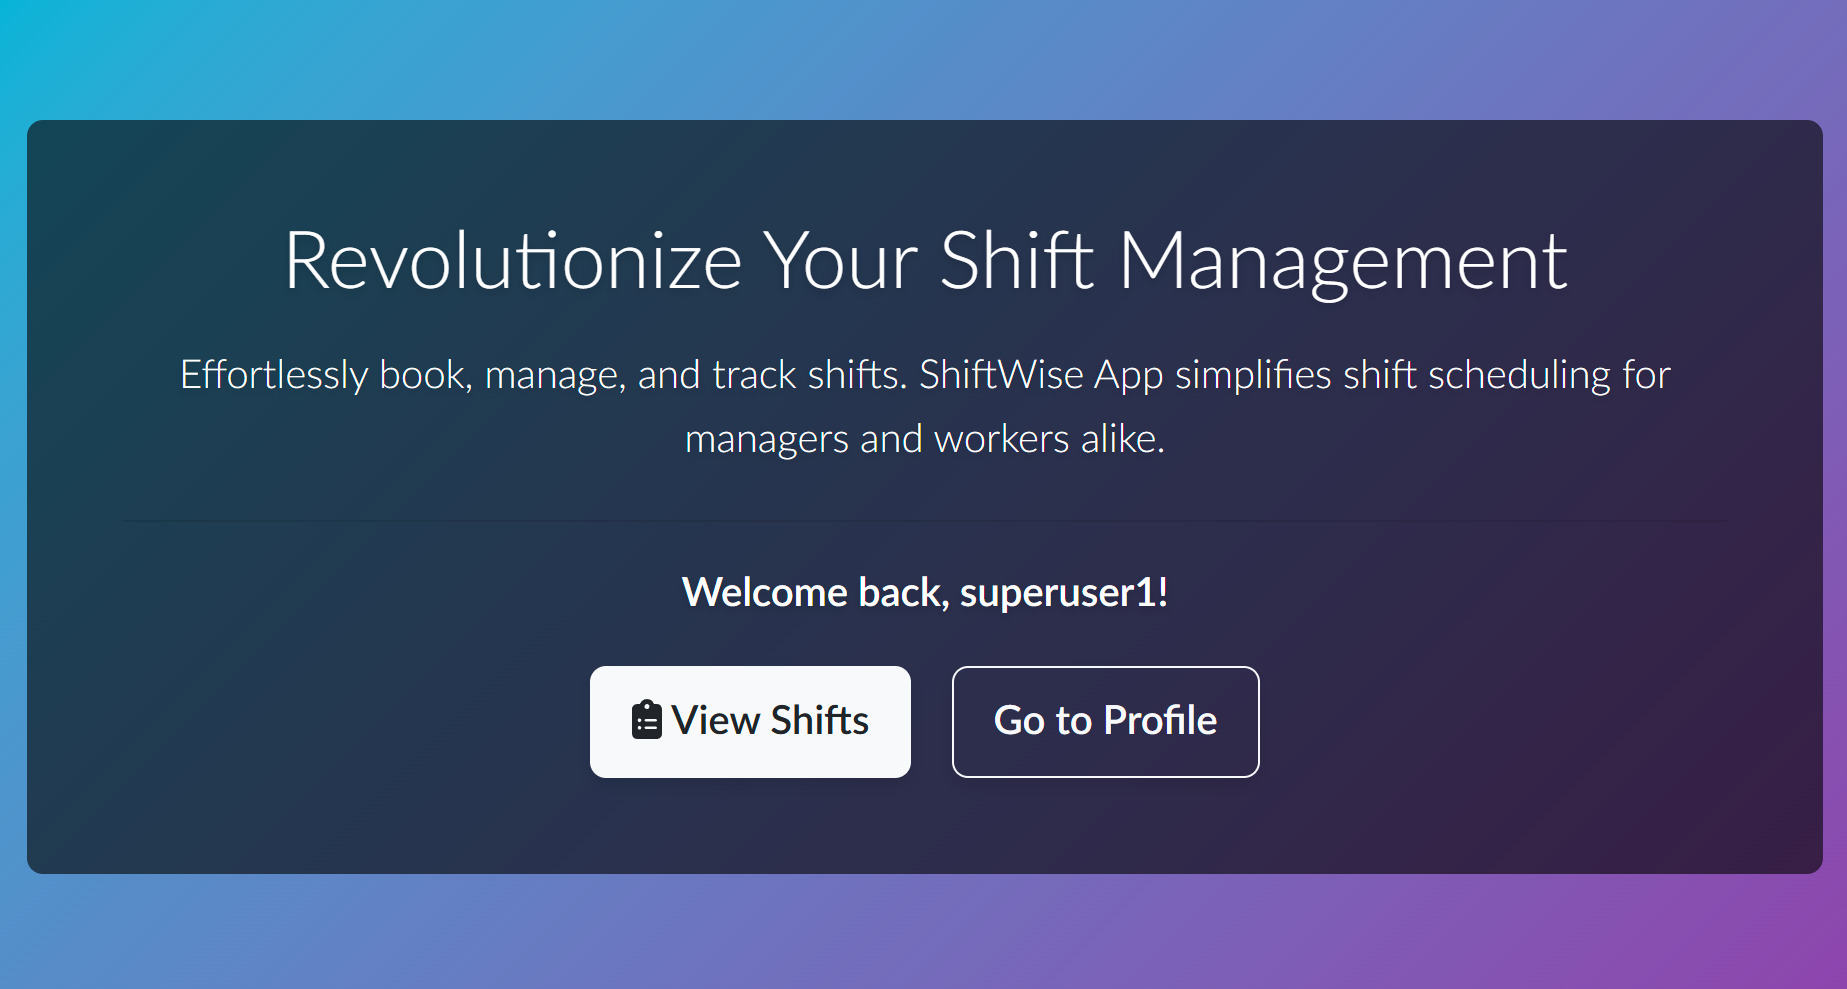 Revolutionize Your Shift Management
Effortlessly book, manage, and track shifts. ShiftWise App simplifies shift scheduling for
managers and workers alike.
Welcome back, superuser1!
View Shifts
Go to Profile